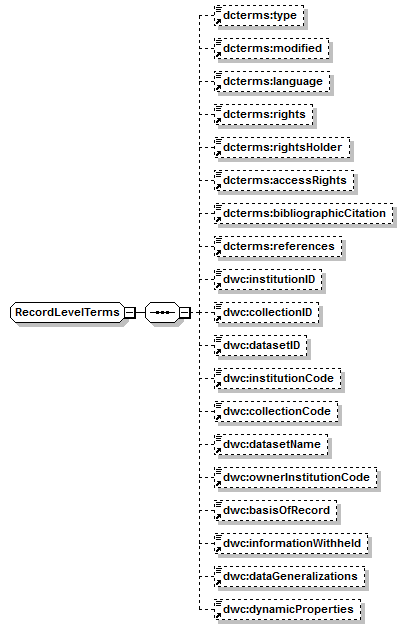 dcterms:type
dcterms:modified
dcterms:language
dcterms:rights
dcterms:rightsHolder
dcterms:accessRights
dcterms:bibliographicCitation
dcterms:references
dwc:institutionID
RecordLevelTerms
dwc:collectionID
dwc:datasetID
dwc:institutionCode
dwc:collectionCode
dwc:datasetName
dwc:ownerInstitutionCode
dwc:basisOfRecord
dwc:informationWithheld
dwc:dataGeneralizations
dwc:dynamicProperties